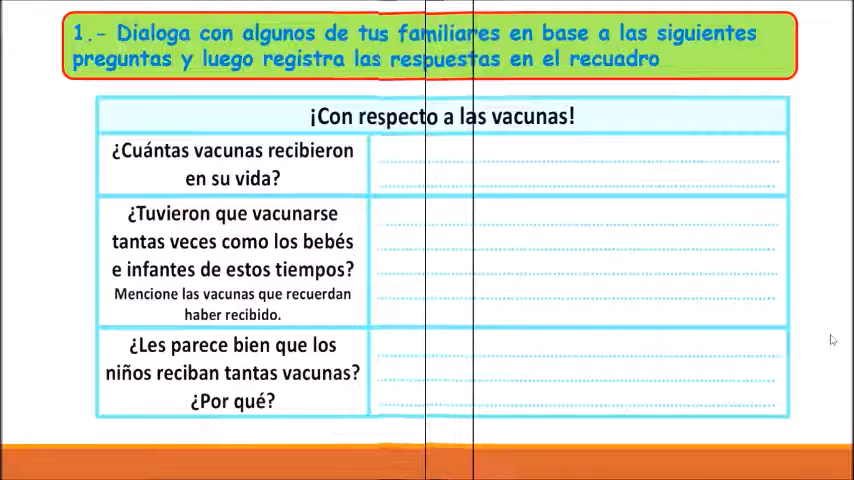 1.- Dialoga con algunos de tus familiares en base a las siguientes
preguntas y luego registra las respuestas en el recuadro
¡Con respecto a las vacunas!
¿Cuántas vacunas recibieron
en su vida?
¿Tuvieron que vacunarse
tantas veces como los bebés
e infantes de estos tiempos?
Mencione las vacunas que recuerdan
haber recibido.
¿Les parece bien que los
niños reciban tantas vacunas?
¿Por qué?